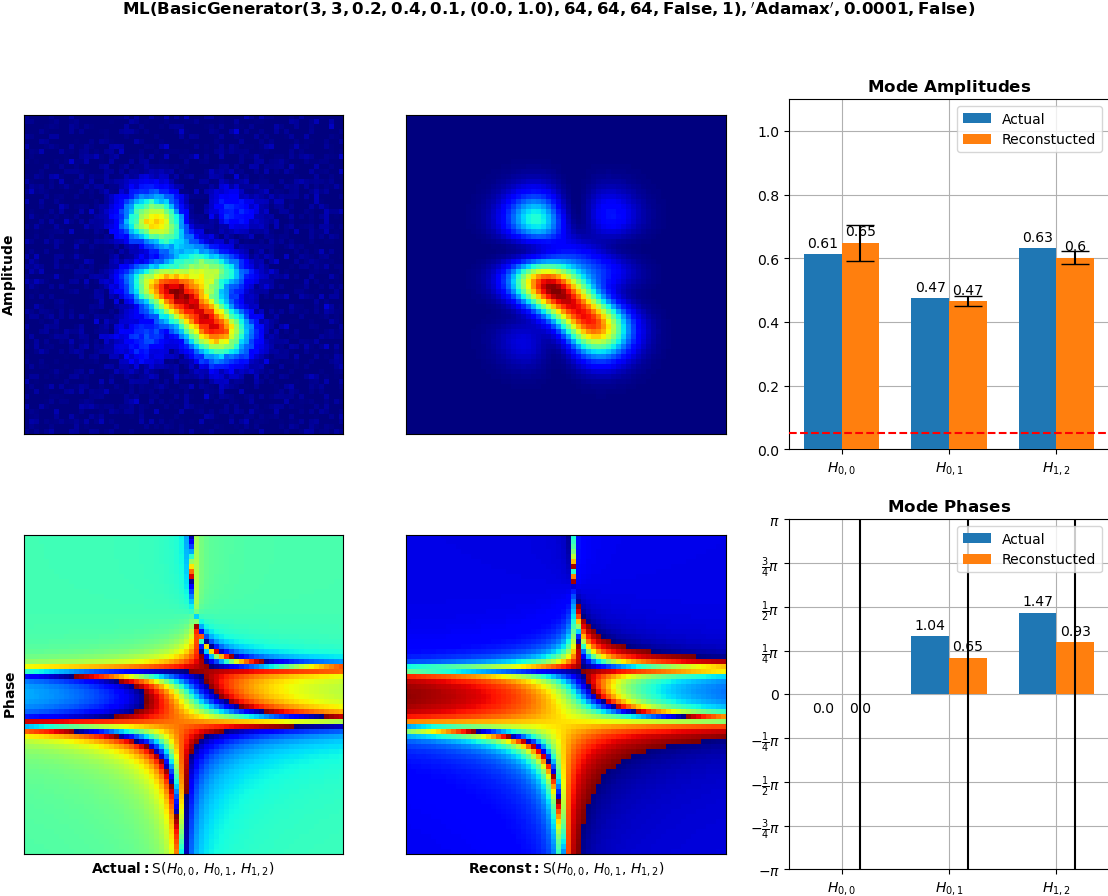 ML(BasicGenerator(3, 3, 0.2, 0.4, 0.1, (0.0, 1.0), 64, 64, 64, False, 1), ′Adamax′, 0.0001, False)
Mode Amplitudes
Actual
Reconstucted
1.0
0.8
0.6
0.4
0.2
0.0
0.61
0.65
0.47
0.47
0.63
0.6
H0,0
H0,1
H1,2
Amplitude
Mode Phases
Actual
Reconstucted
π
3/4π
1/2π
1/4π
0
−1/4π
−1/2π
−3/4π
−π
0.0
0.0
1.04
0.65
1.47
0.93
H0,0
H0,1
H1,2
Phase
Actual: S(H0,0, H0,1, H1,2)
Reconst: S(H0,0, H0,1, H1,2)